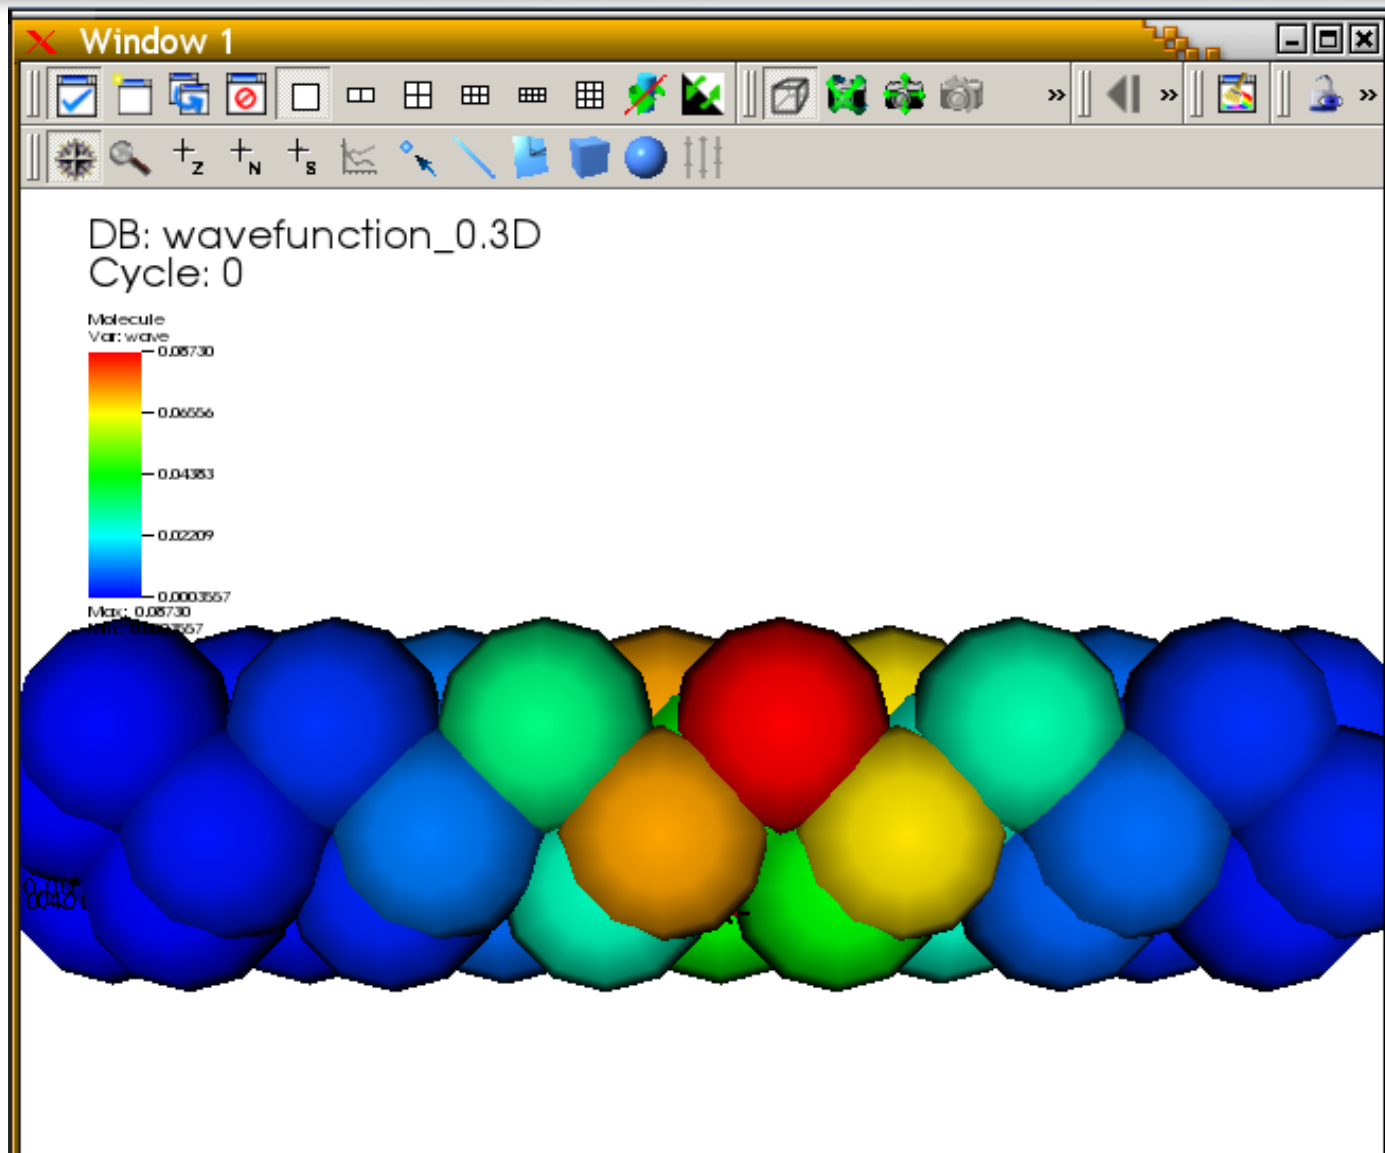 Window 1
Z
N
S
DB: wavefunction_0.3D
Cycle: 0
Molecule
Var: wave
0.08730
0.06556
0.04383
0.02209
0.0003557
Max: 0.08730